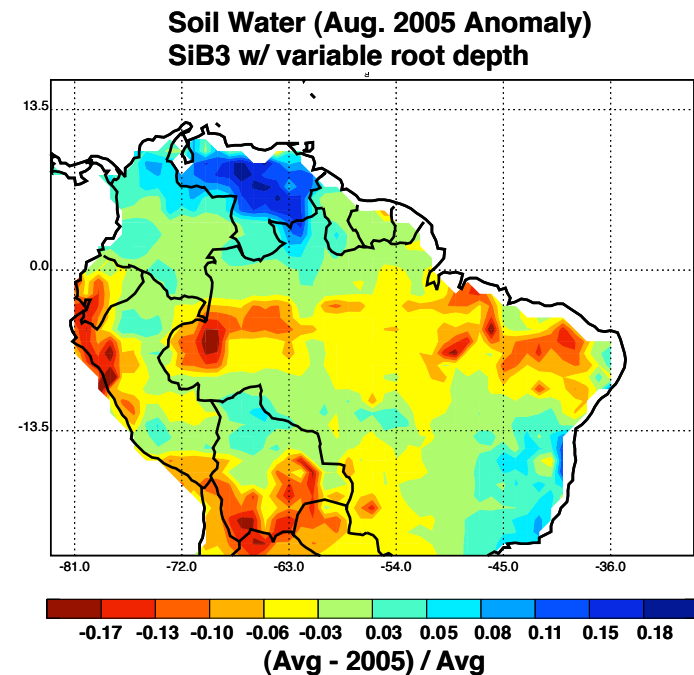 Soil Water (Aug. 2005 Anomaly)
SiB3 w/ variable root depth
13.5
0.0
-13.5
-81.0 -72.0 -63.0 -54.0 -45.0 -36.0
-0.17 -0.13 -0.10 -0.06 -0.03 0.03 0.05 0.08 0.11 0.15 0.18
(Avg - 2005) / Avg